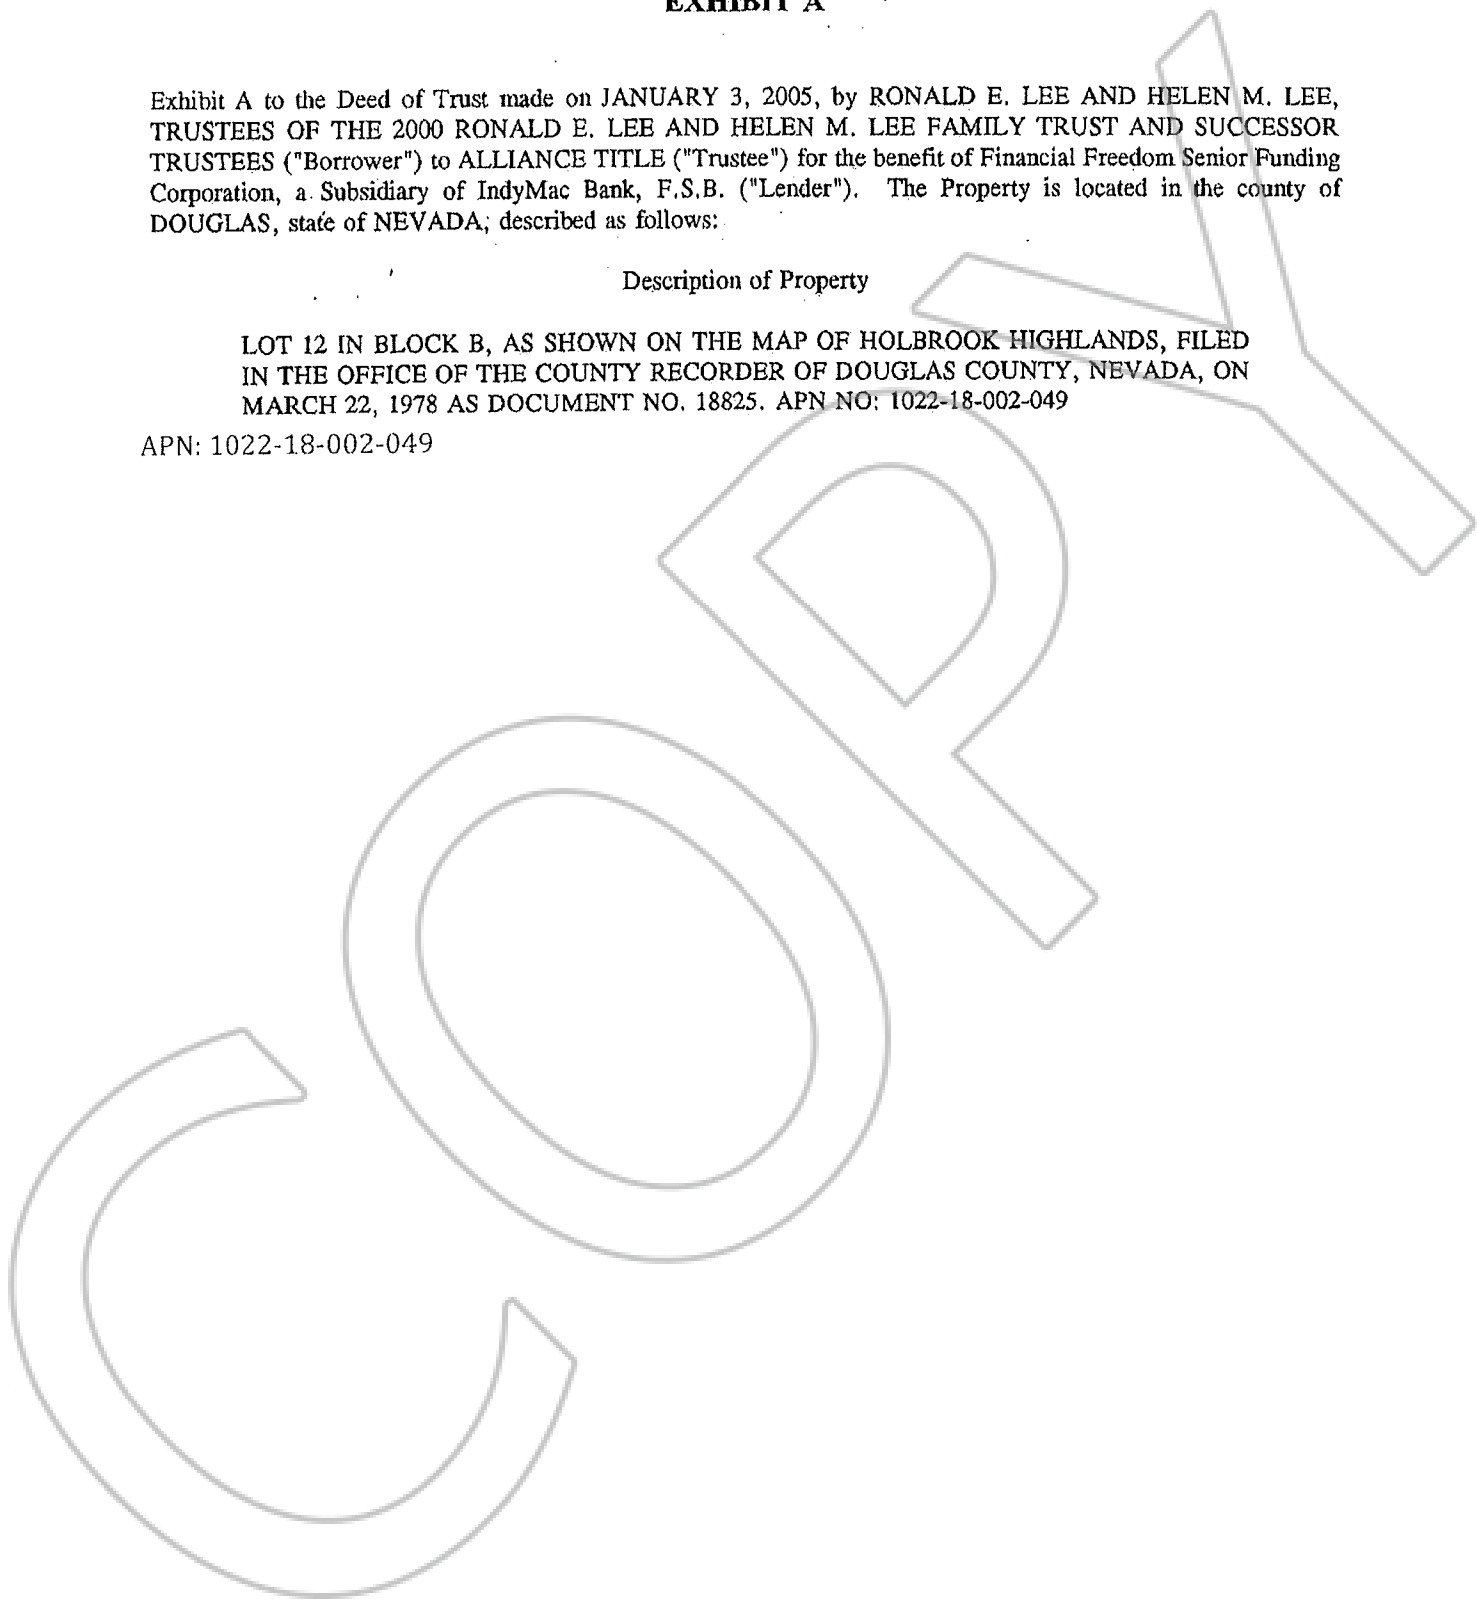 EXHIBIT A
Exhibit A to the Deed of Trust made on JANUARY 3, 2005, by RONALD E. LEE AND HELEN M. LEE,
TRUSTEES OF THE 2000 RONALD E. LEE AND HELEN M. LEE FAMILY TRUST AND SUCCESSOR
TRUSTEES ("Borrower") to ALLIANCE TITLE ("Trustee") for the benefit of Financial Freedom Senior Funding
Corporation, a Subsidiary of IndyMac Bank, F.S.B. ("Lender"). The Property is located in the county of
DOUGLAS, state of NEVADA; described as follows:
Description of Property
LOT 12 IN BLOCK B, AS SHOWN ON THE MAP OF HOLBROOK HIGHLANDS, FILED
IN THE OFFICE OF THE COUNTY RECORDER OF DOUGLAS COUNTY, NEVADA, ON
MARCH 22, 1978 AS DOCUMENT NO. 18825. APN NO: 1022-18-002-049
APN: 1022-18-002-049
COPY